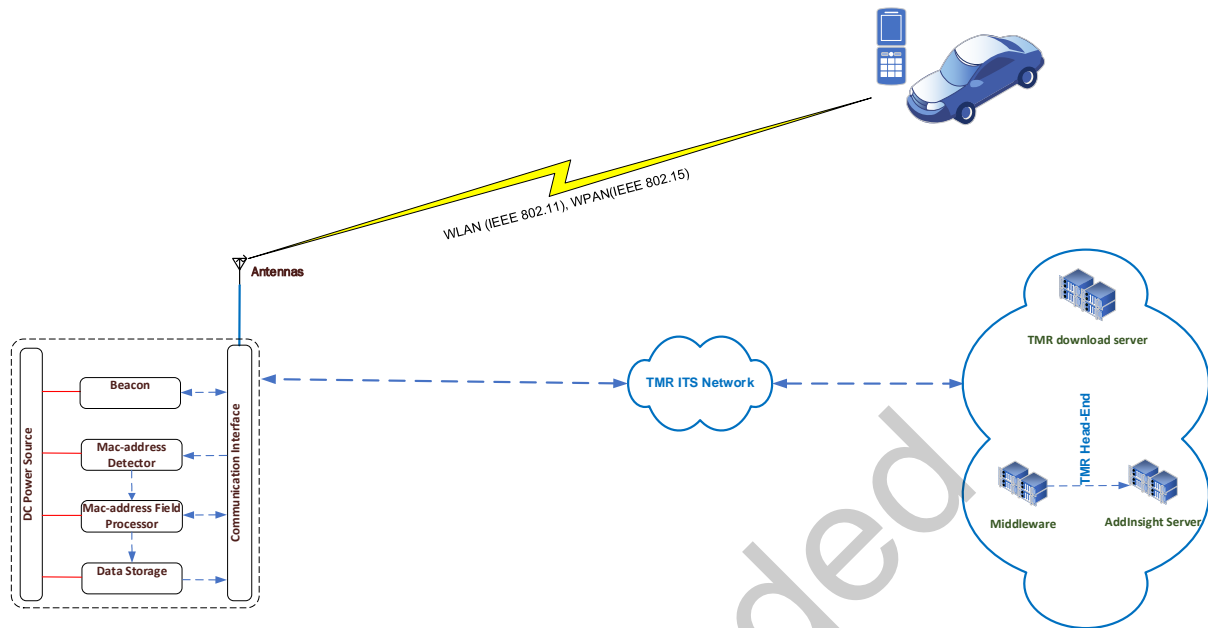 WLAN (IEEE 802.11), WPAN(IEEE 802.15)
Antennas
TMR download server
DC Power Source
Beacon
Mac-address
Detector
Mac-address Field
Processor
Data Storage
Communication Interface
TMR ITS Network
TMR Head-End
Middleware
AddInsight Server
ded